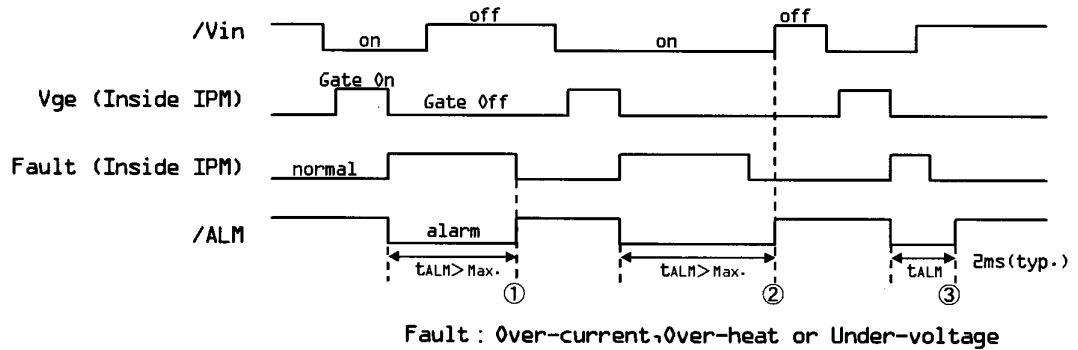 /Vin on off on off
Vge (Inside IPM) Gate On Gate Off
Fault (Inside IPM) normal
/ALM alarm
tALM>Max. tALM>Max. tALM 2ms(typ.)
① ② ③
Fault : Over-current,Over-heat or Under-voltage